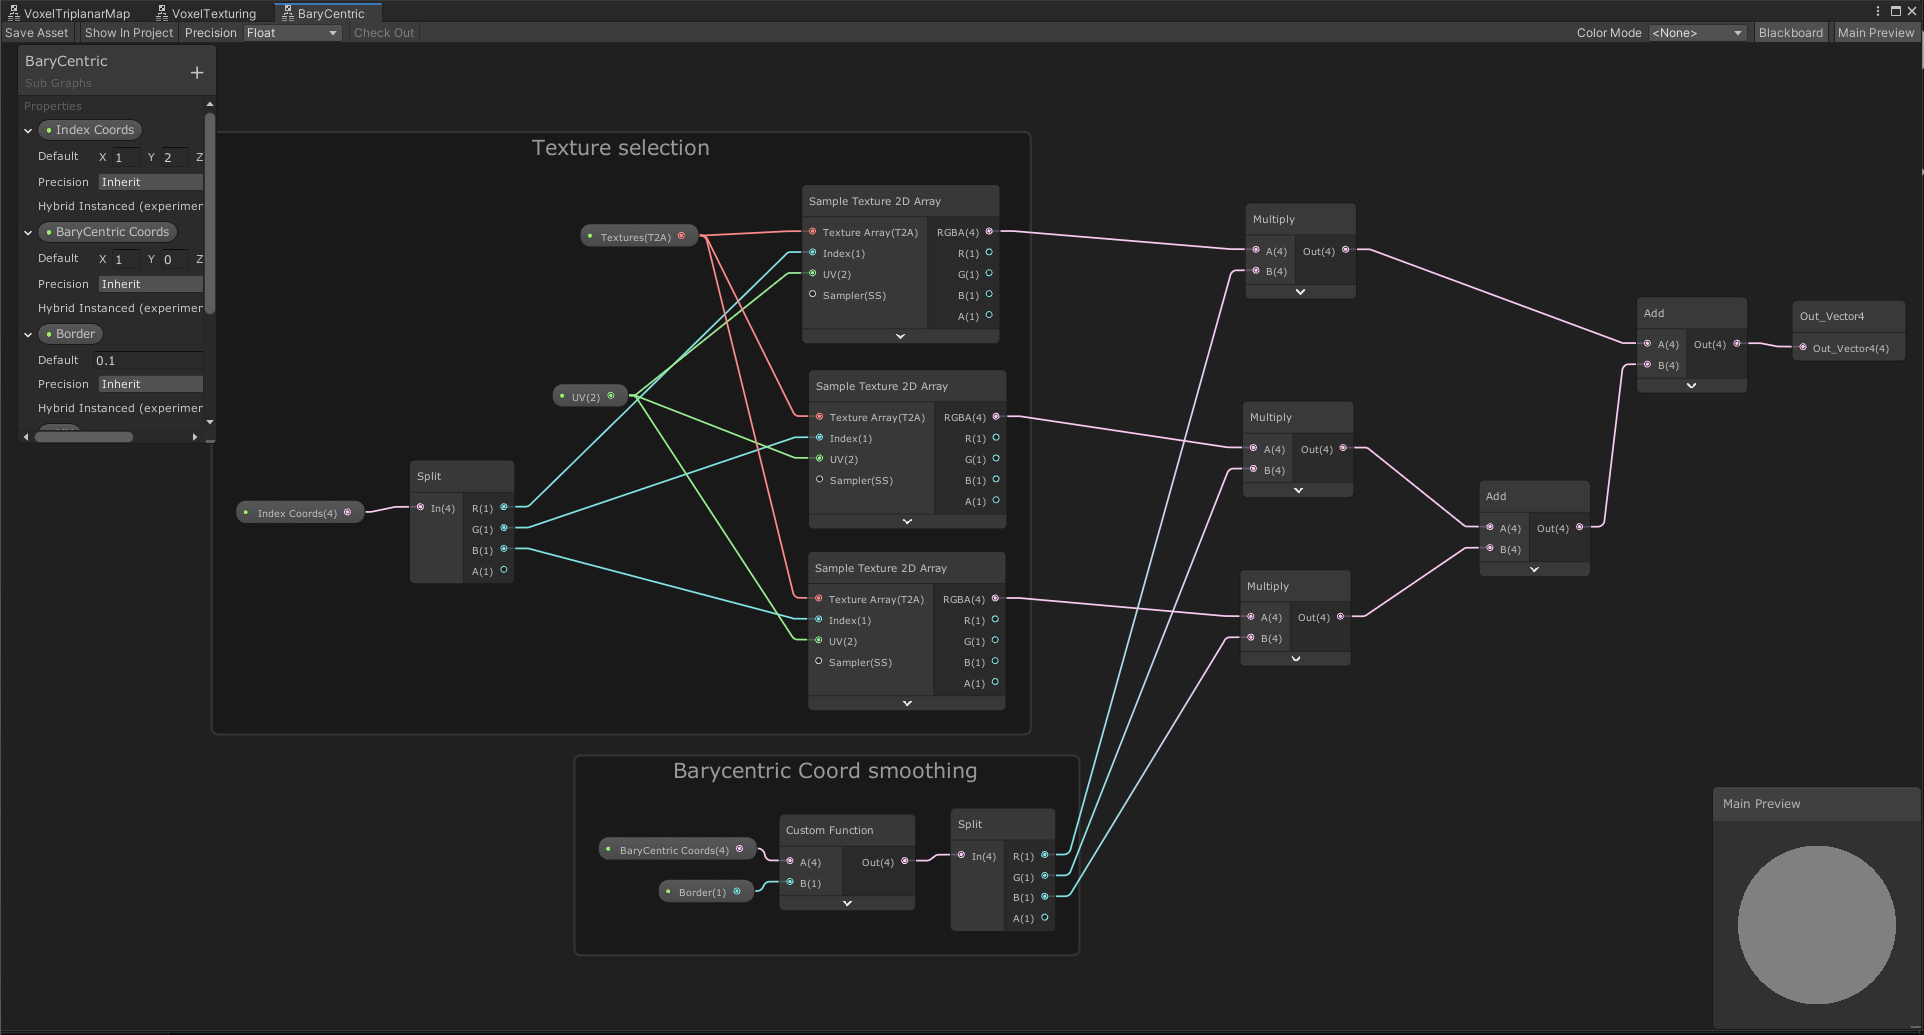 VoxelTriplanarMap VoxelTexturing BaryCentric
Save Asset Show In Project Precision Float Check Out Color Mode <None> Blackboard Main Preview
BaryCentric
Sub Graphs
Properties
Index Coords
Default X 1 Y 2 Z
Precision Inherit
Hybrid Instanced (experimer
BaryCentric Coords
Default X 1 Y 0 Z
Precision Inherit
Hybrid Instanced (experimer
Border
Default 0.1
Precision Inherit
Hybrid Instanced (experimer
Texture selection
Textures(T2A)
UV(2)
Index Coords(4)
Split
In(4) R(1)
G(1)
B(1)
A(1)
Sample Texture 2D Array
Texture Array(T2A) RGBA(4)
Index(1) R(1)
UV(2) G(1)
Sampler(SS) B(1)
A(1)
Sample Texture 2D Array
Texture Array(T2A) RGBA(4)
Index(1) R(1)
UV(2) G(1)
Sampler(SS) B(1)
A(1)
Sample Texture 2D Array
Texture Array(T2A) RGBA(4)
Index(1) R(1)
UV(2) G(1)
Sampler(SS) B(1)
A(1)
Barycentric Coord smoothing
BaryCentric Coords(4)
Border(1)
Custom Function
A(4) Out(4)
B(1)
Split
In(4) R(1)
G(1)
B(1)
A(1)
Multiply
A(4) Out(4)
B(4)
Multiply
A(4) Out(4)
B(4)
Multiply
A(4) Out(4)
B(4)
Add
A(4) Out(4)
B(4)
Add
A(4) Out(4)
B(4)
Out_Vector4
Out_Vector4(4)
Main Preview